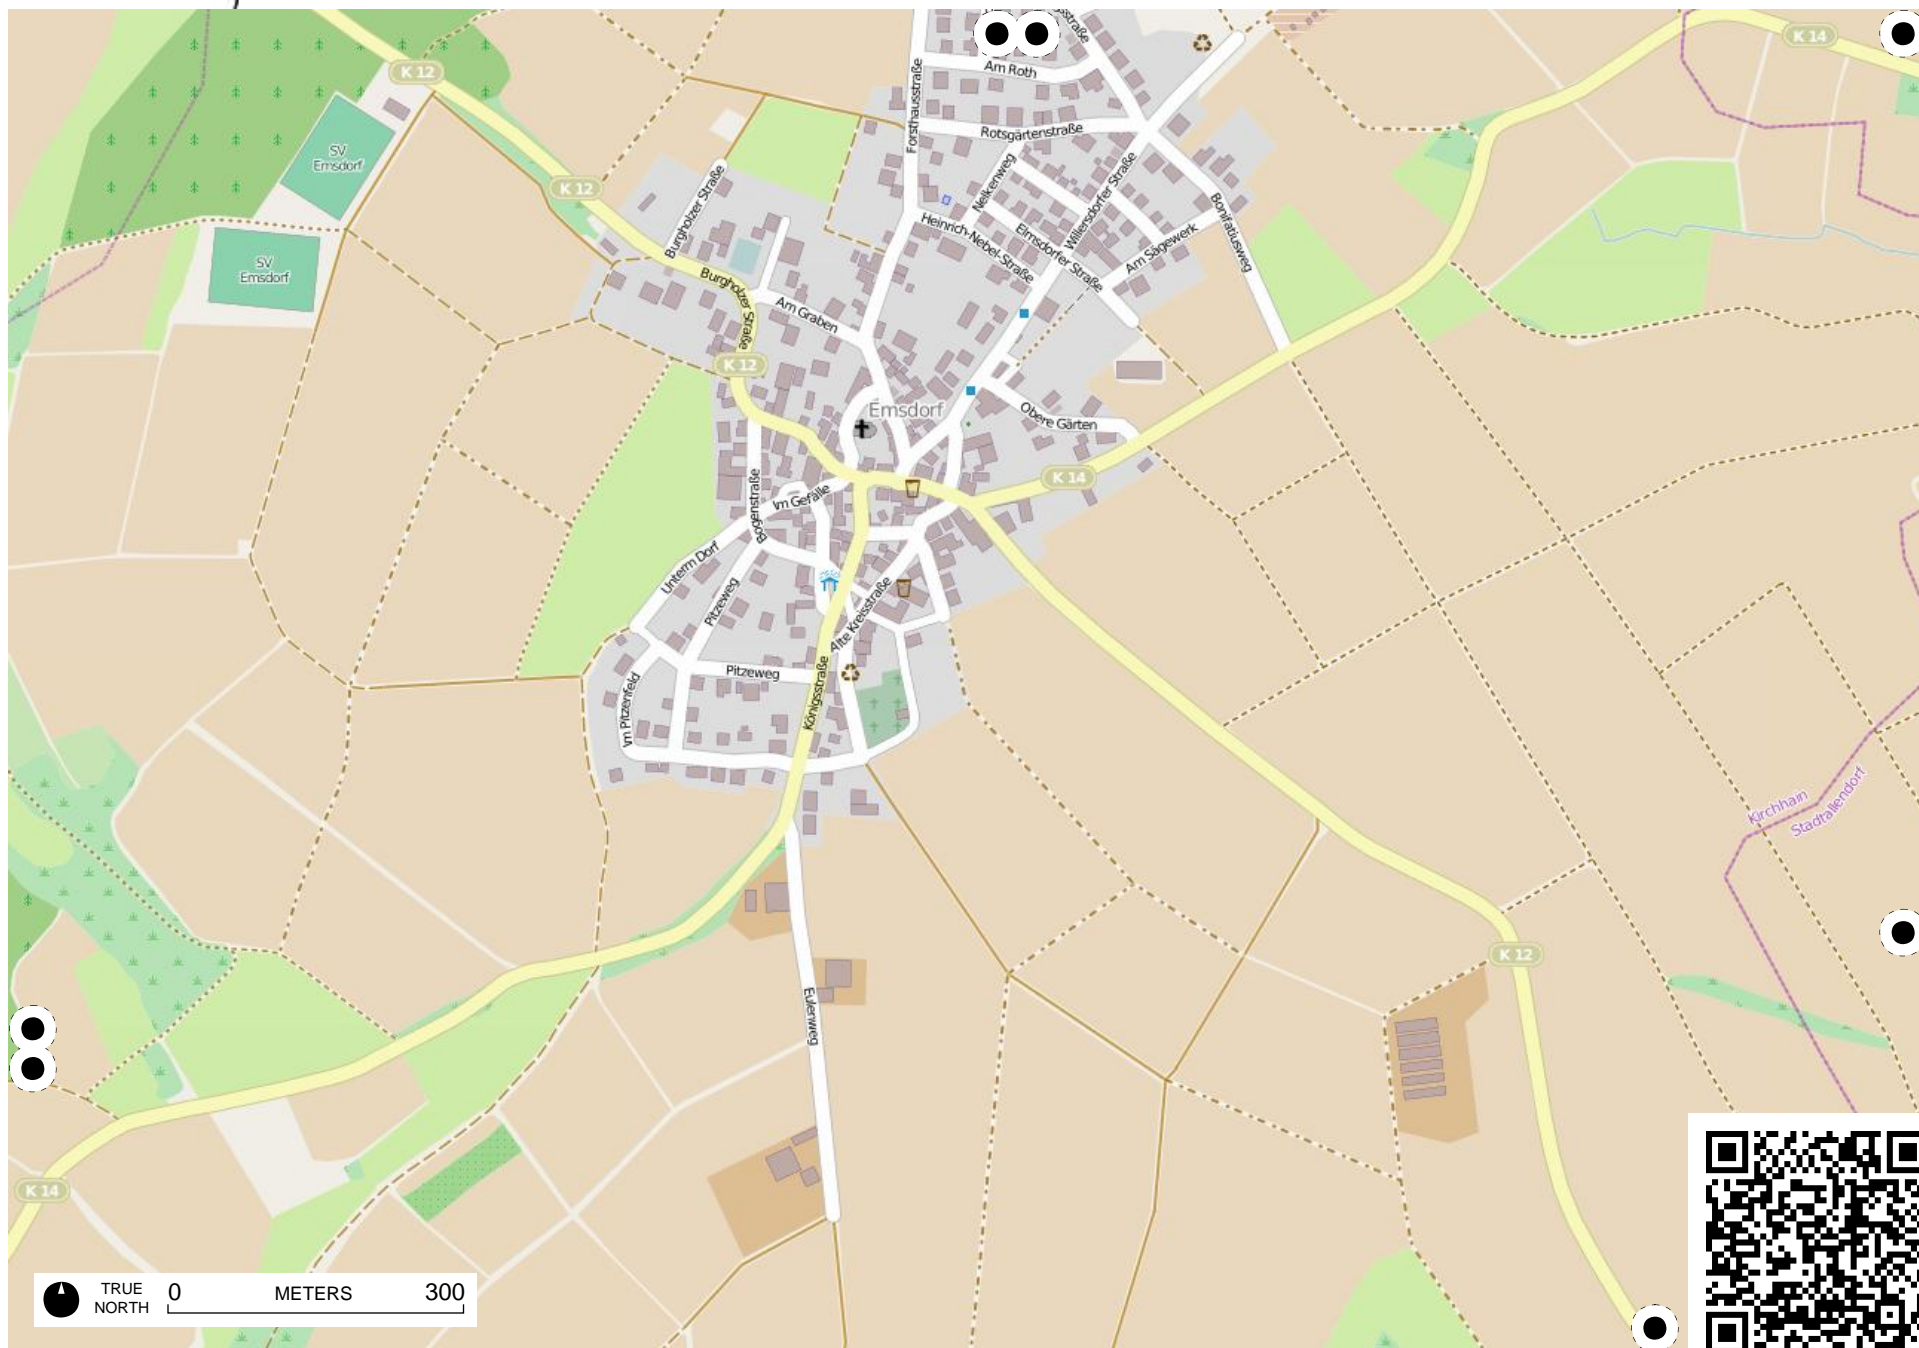 K 12
K 14
Forsthausstraße
Am Roth
Rotsgärtenstraße
SV
Emsdorf
K 12
Burgholzer Straße
Nelkenweg
Willersdorfer Straße
Bonifatiusweg
Heinrich-Nebel-Straße
Elmsdorfer Straße
Am Sägewerk
SV
Emsdorf
Burgholzer Straße
Am Graben
K 12
Emsdorf
Obere Gärten
K 14
Bogenstraße
Im Gefälle
Unterm Dorf
Pitzeweg
Alte Kreisstraße
Pitzeweg
Königsstraße
Im Pitzenfeld
Kirchhain
Stadtallendorf
K 12
Eulenweg
K 14
TRUE
NORTH
0 METERS 300